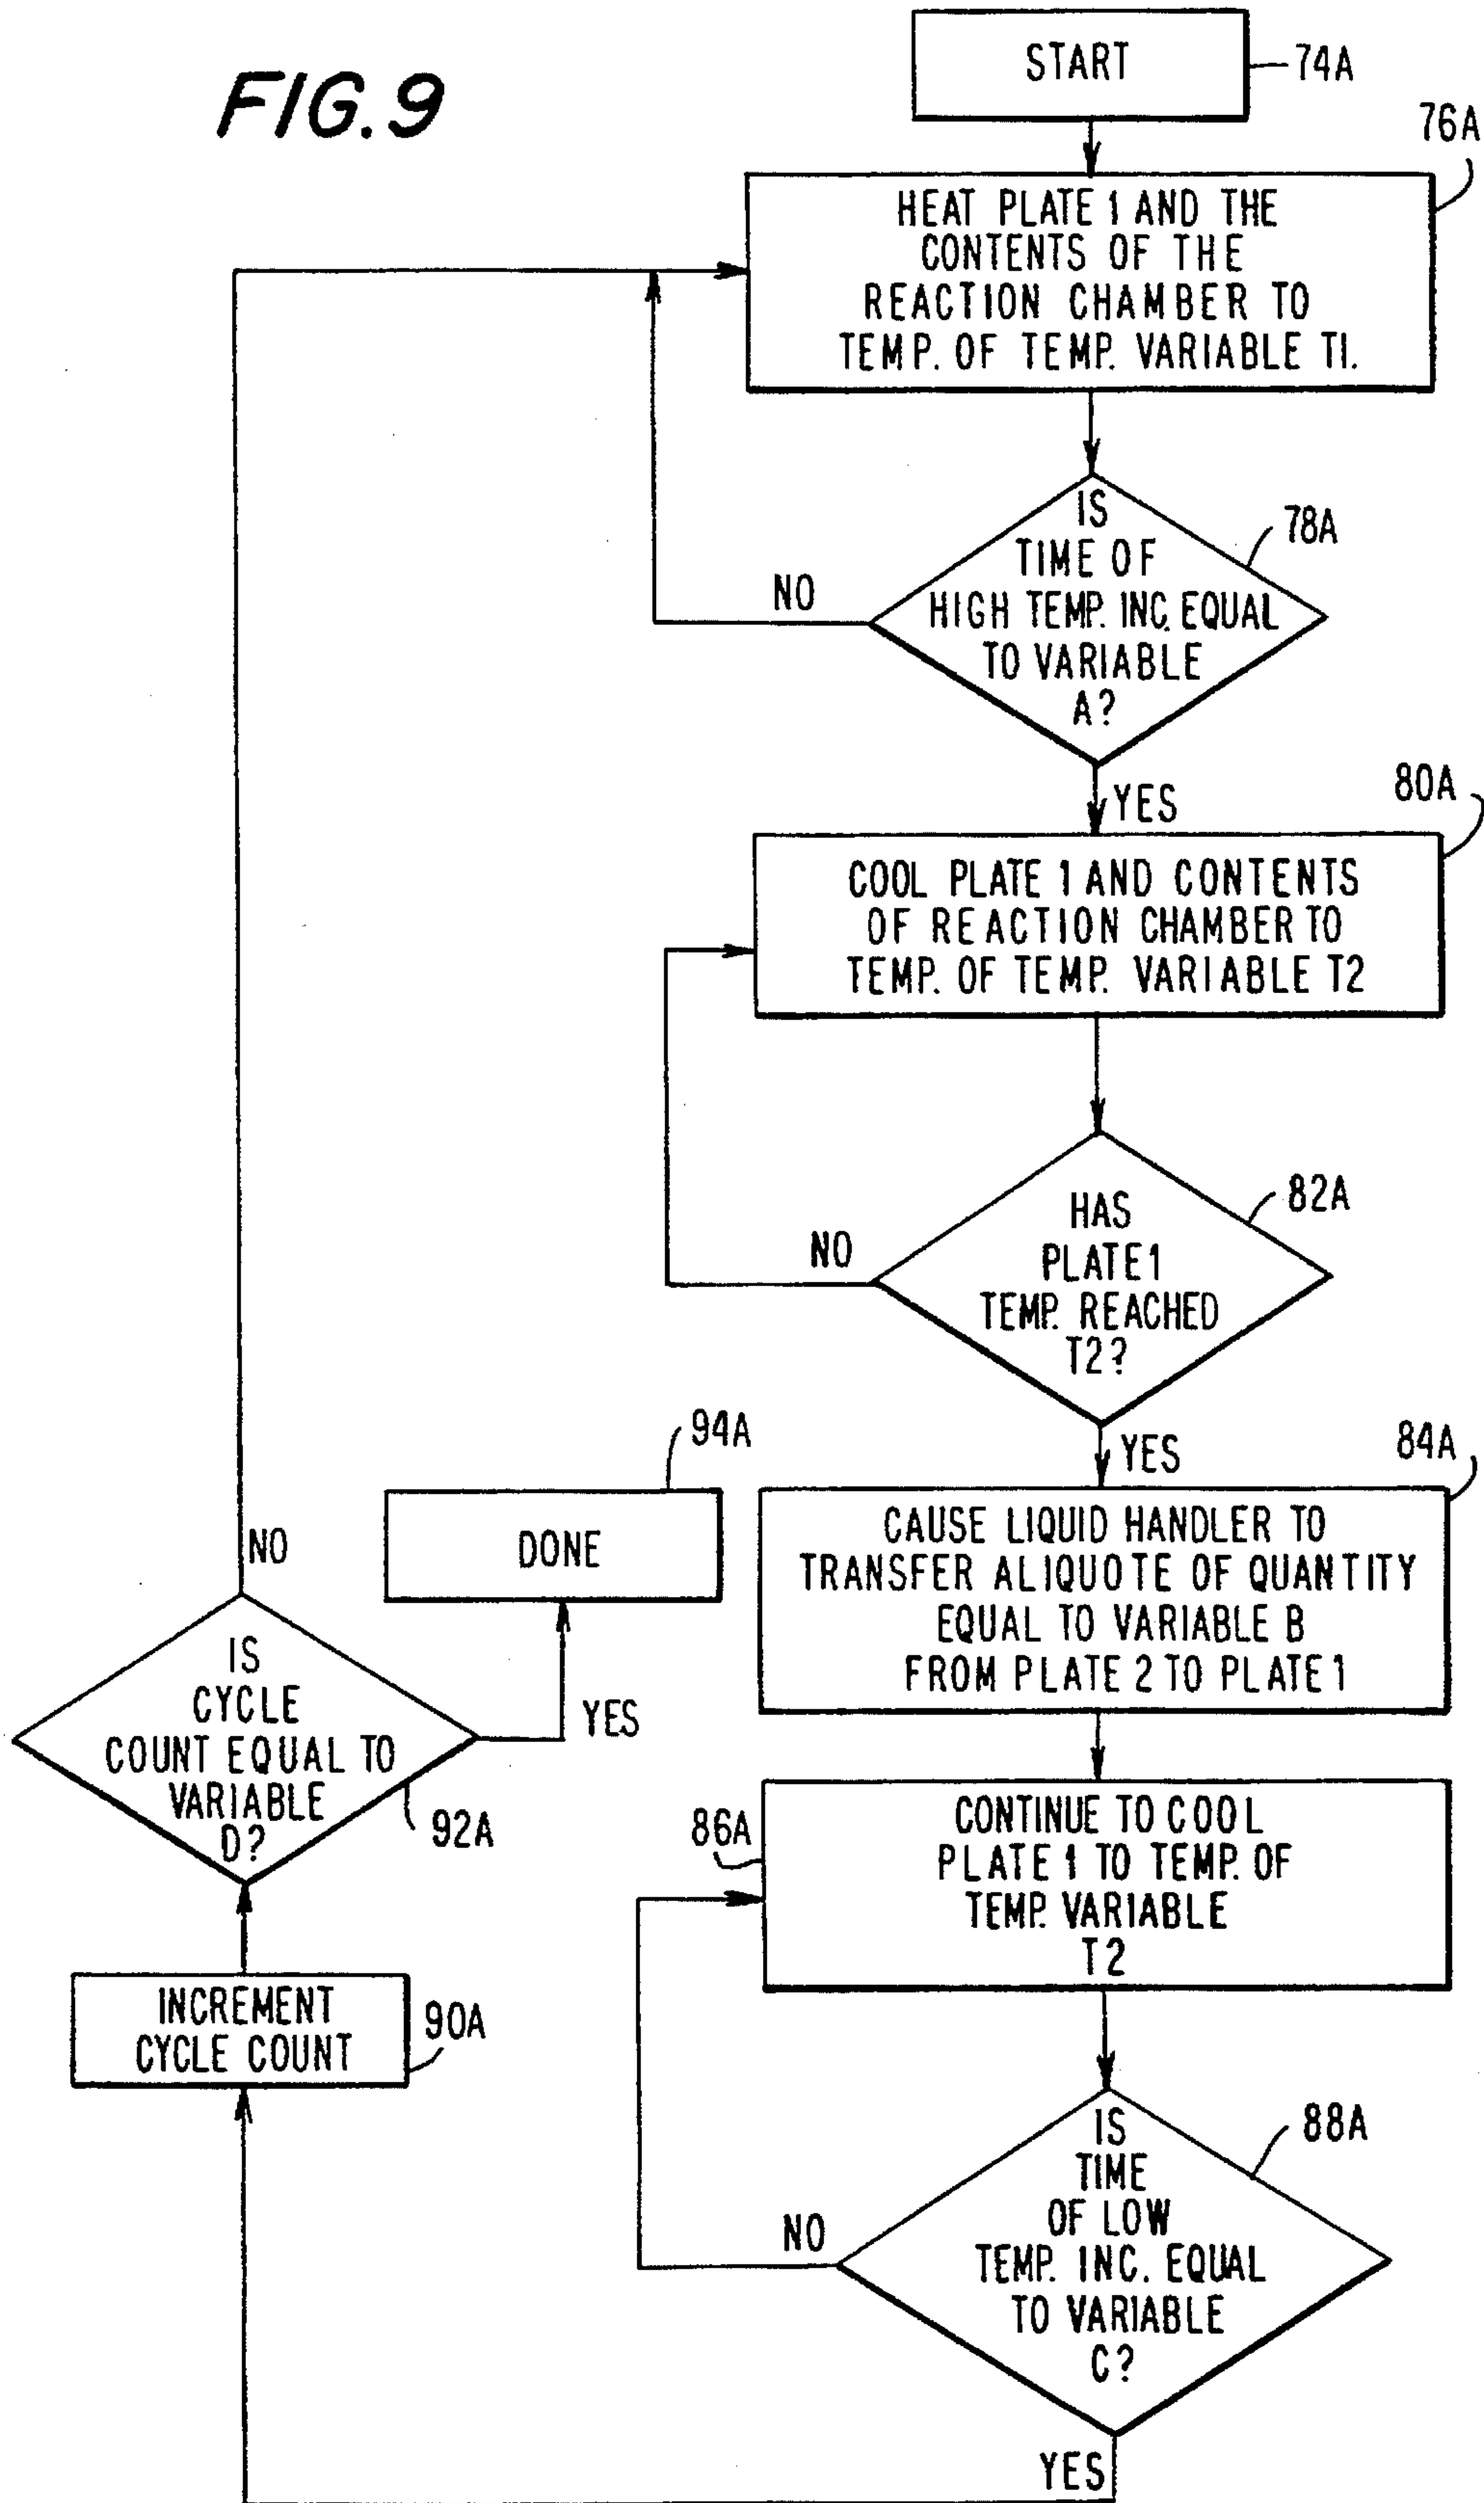 FIG. 9
START
74A
76A
HEAT PLATE 1 AND THE
CONTENTS OF THE
REACTION CHAMBER TO
TEMP. OF TEMP. VARIABLE T1.
IS
TIME OF
HIGH TEMP. INC. EQUAL
TO VARIABLE
A?
78A
NO
YES
80A
COOL PLATE 1 AND CONTENTS
OF REACTION CHAMBER TO
TEMP. OF TEMP. VARIABLE T2
HAS
PLATE 1
TEMP. REACHED
T2?
82A
NO
YES
84A
CAUSE LIQUID HANDLER TO
TRANSFER ALIQUOTE OF QUANTITY
EQUAL TO VARIABLE B
FROM PLATE 2 TO PLATE 1
86A
CONTINUE TO COOL
PLATE 1 TO TEMP. OF
TEMP. VARIABLE
T2
IS
TIME
OF LOW
TEMP. INC. EQUAL
TO VARIABLE
C?
88A
NO
YES
INCREMENT
CYCLE COUNT
90A
IS
CYCLE
COUNT EQUAL TO
VARIABLE
D?
92A
NO
YES
DONE
94A